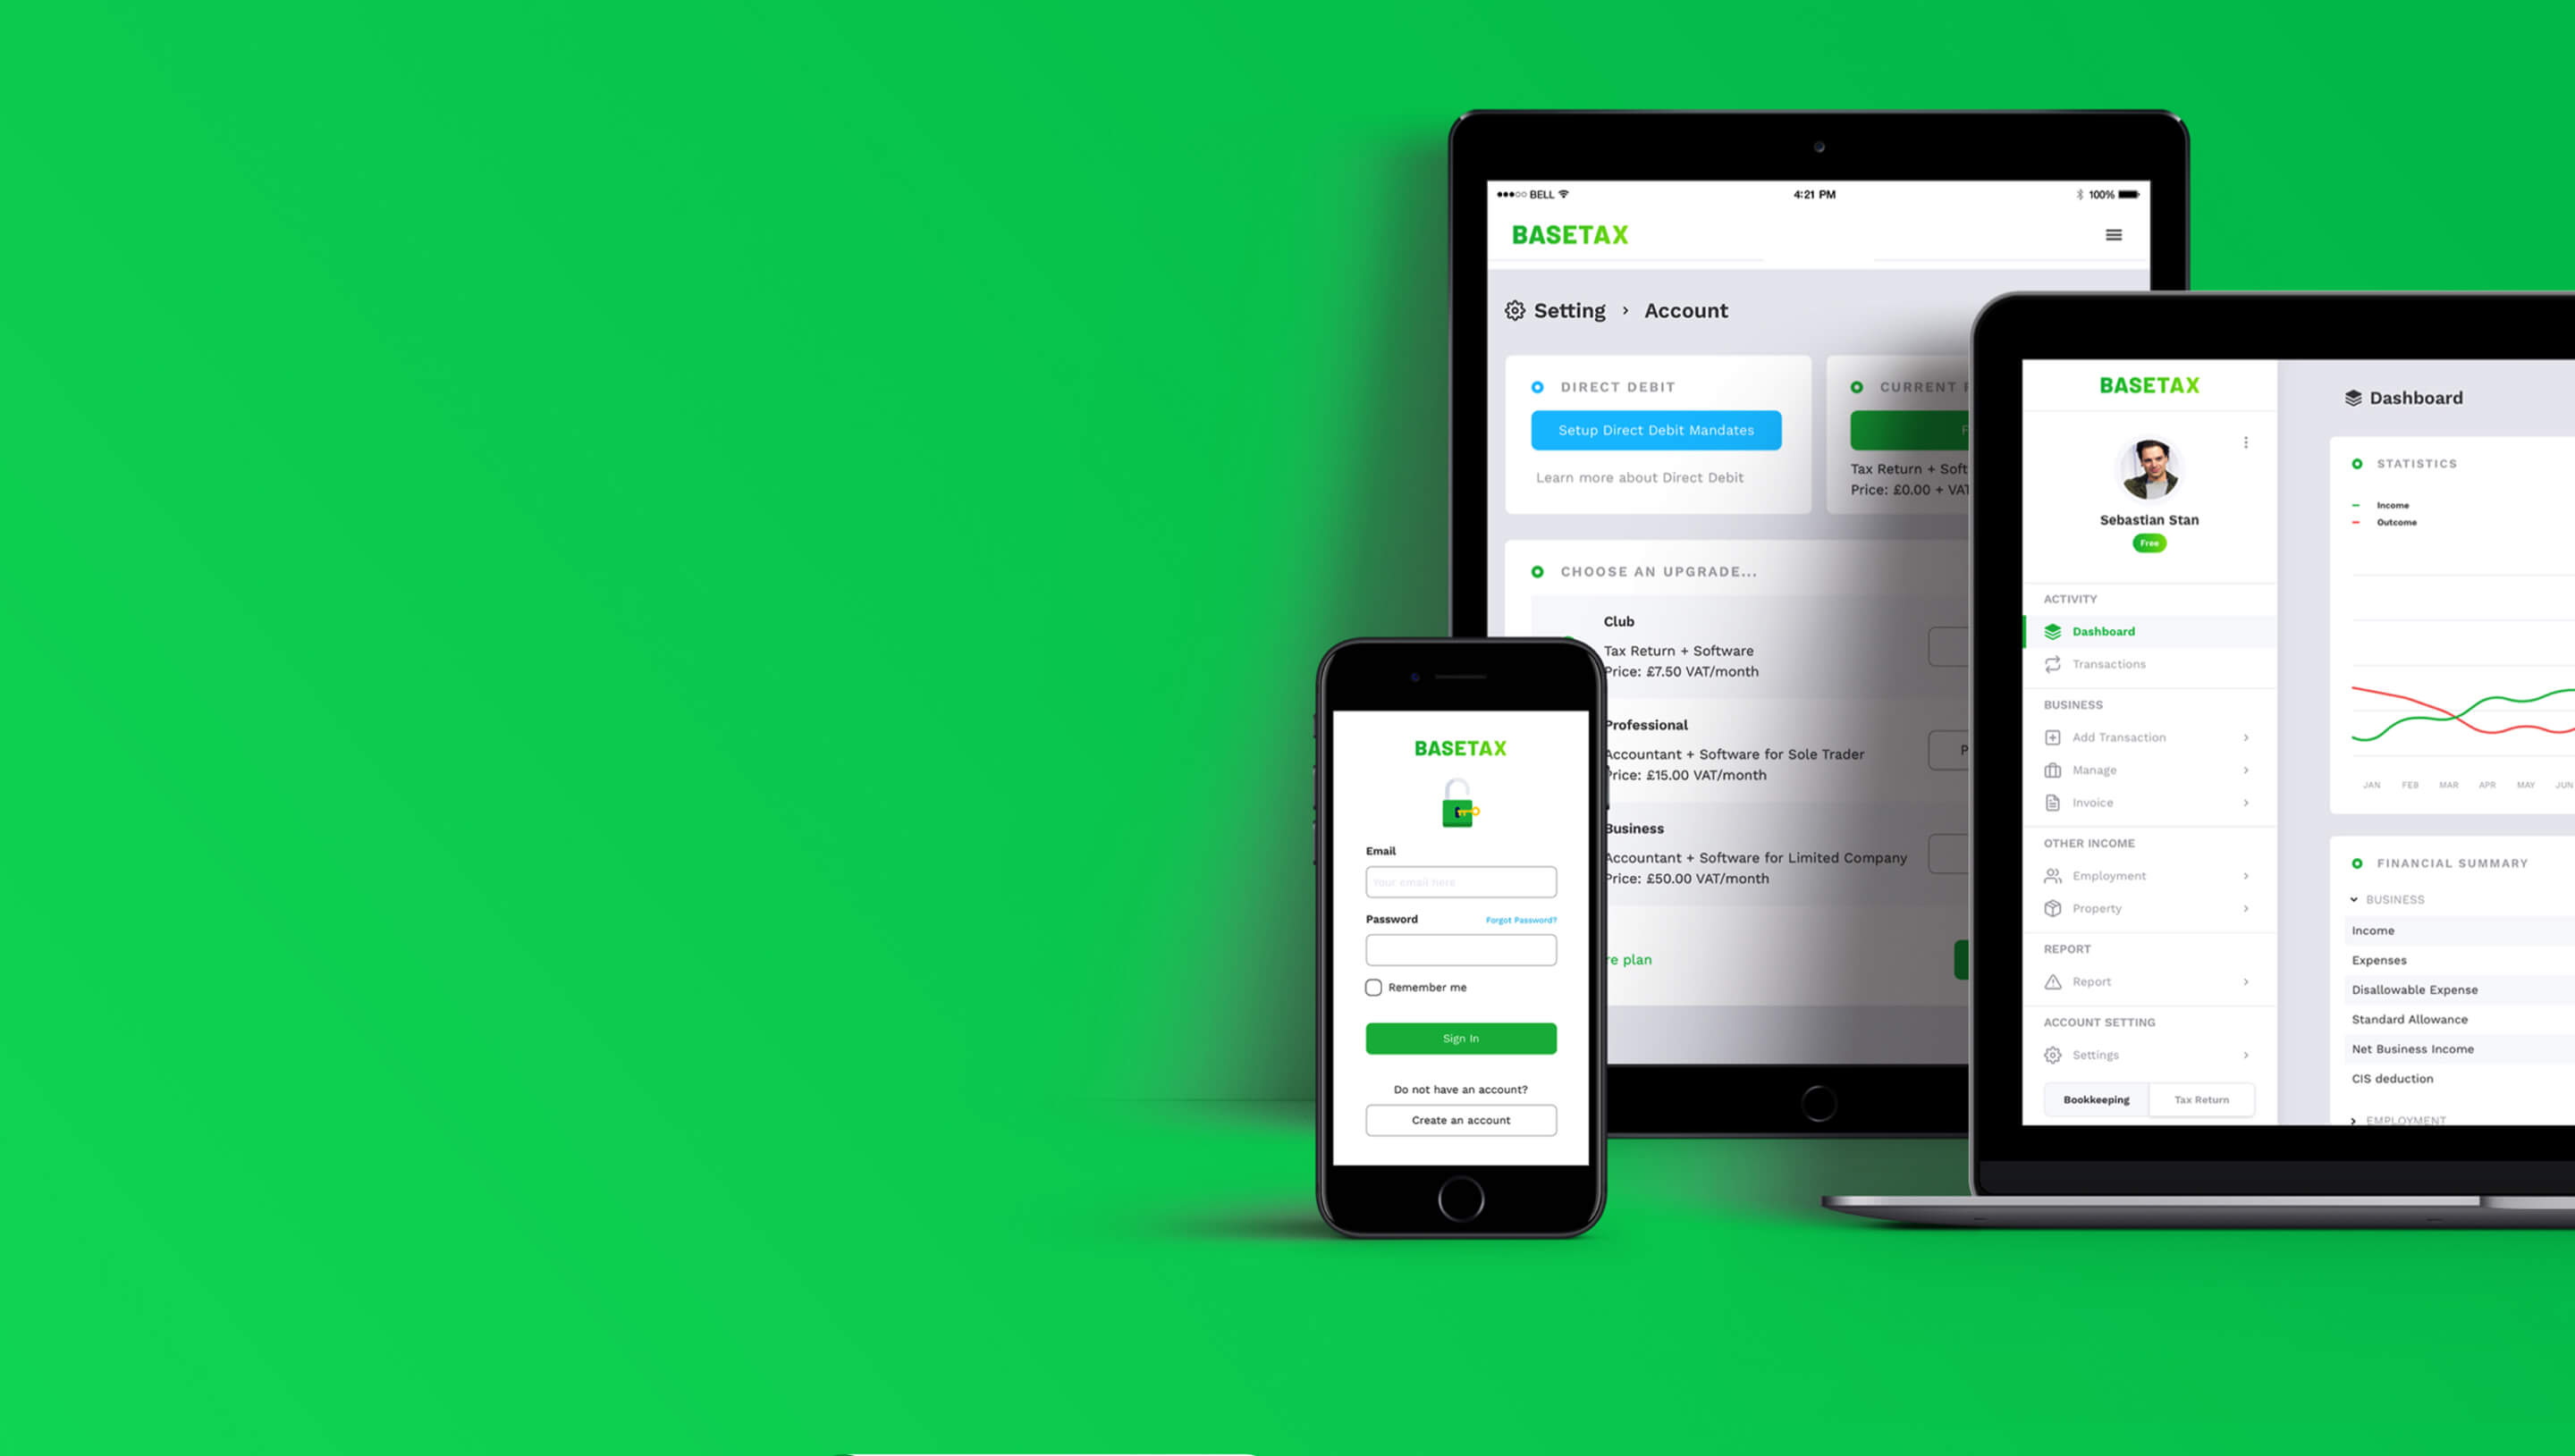 BELL
4:21 PM
100%
BASETAX
Setting › Account
DIRECT DEBIT
Setup Direct Debit Mandates
Learn more about Direct Debit
CURRENT
Tax Return + Soft
Price: £0.00 + VAT
CHOOSE AN UPGRADE...
Club
Tax Return + Software
Price: £7.50 VAT/month
Professional
Accountant + Software for Sole Trader
Price: £15.00 VAT/month
P
Business
Accountant + Software for Limited Company
Price: £50.00 VAT/month
re plan
BASETAX
Email
Your email here
Password
Forgot Password?
Remember me
Sign In
Do not have an account?
Create an account
BASETAX
Sebastian Stan
Free
ACTIVITY
Dashboard
Transactions
BUSINESS
Add Transaction
Manage
Invoice
OTHER INCOME
Employment
Property
REPORT
Report
ACCOUNT SETTING
Settings
Bookkeeping
Tax Return
Dashboard
STATISTICS
Income
Outcome
JAN FEB MAR APR MAY JUN
FINANCIAL SUMMARY
BUSINESS
Income
Expenses
Disallowable Expense
Standard Allowance
Net Business Income
CIS deduction
EMPLOYMENT